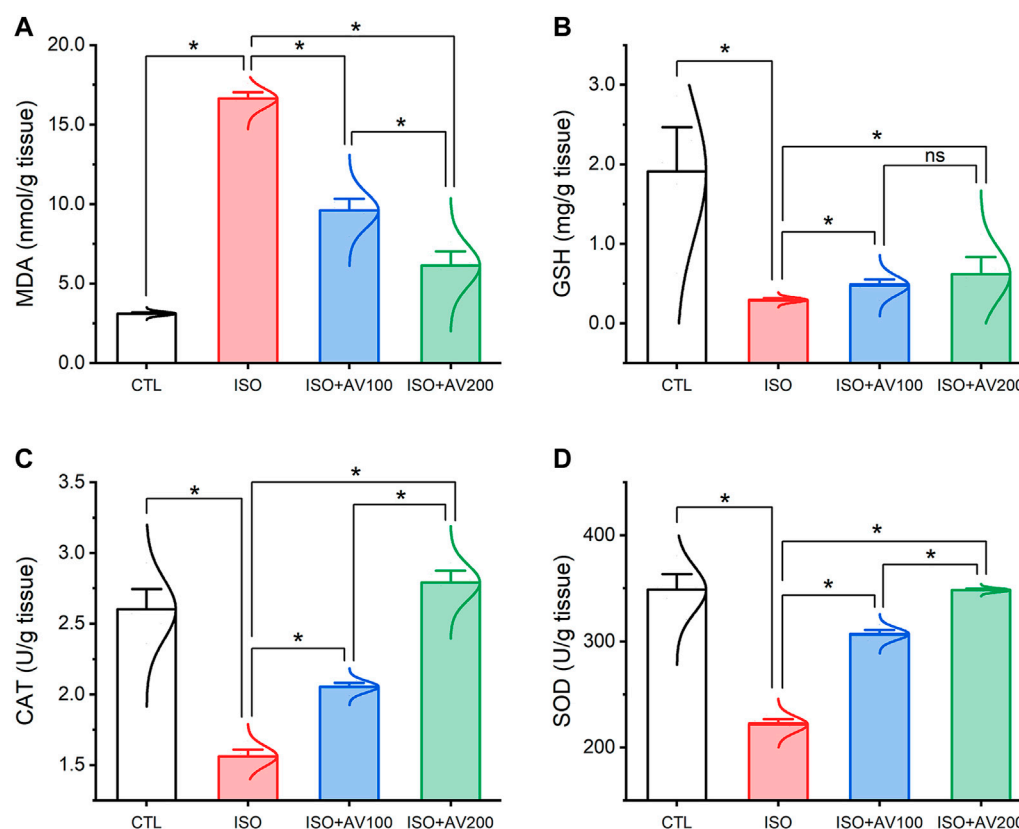 A
MDA (nmol/g tissue)
20.0
15.0
10.0
5.0
0.0
* * * *
CTL ISO ISO+AV100 ISO+AV200
B
GSH (mg/g tissue)
3.0
2.0
1.0
0.0
* * * ns
CTL ISO ISO+AV100 ISO+AV200
C
CAT (U/g tissue)
3.5
3.0
2.5
2.0
1.5
* * * *
CTL ISO ISO+AV100 ISO+AV200
D
SOD (U/g tissue)
400
300
200
* * * *
CTL ISO ISO+AV100 ISO+AV200